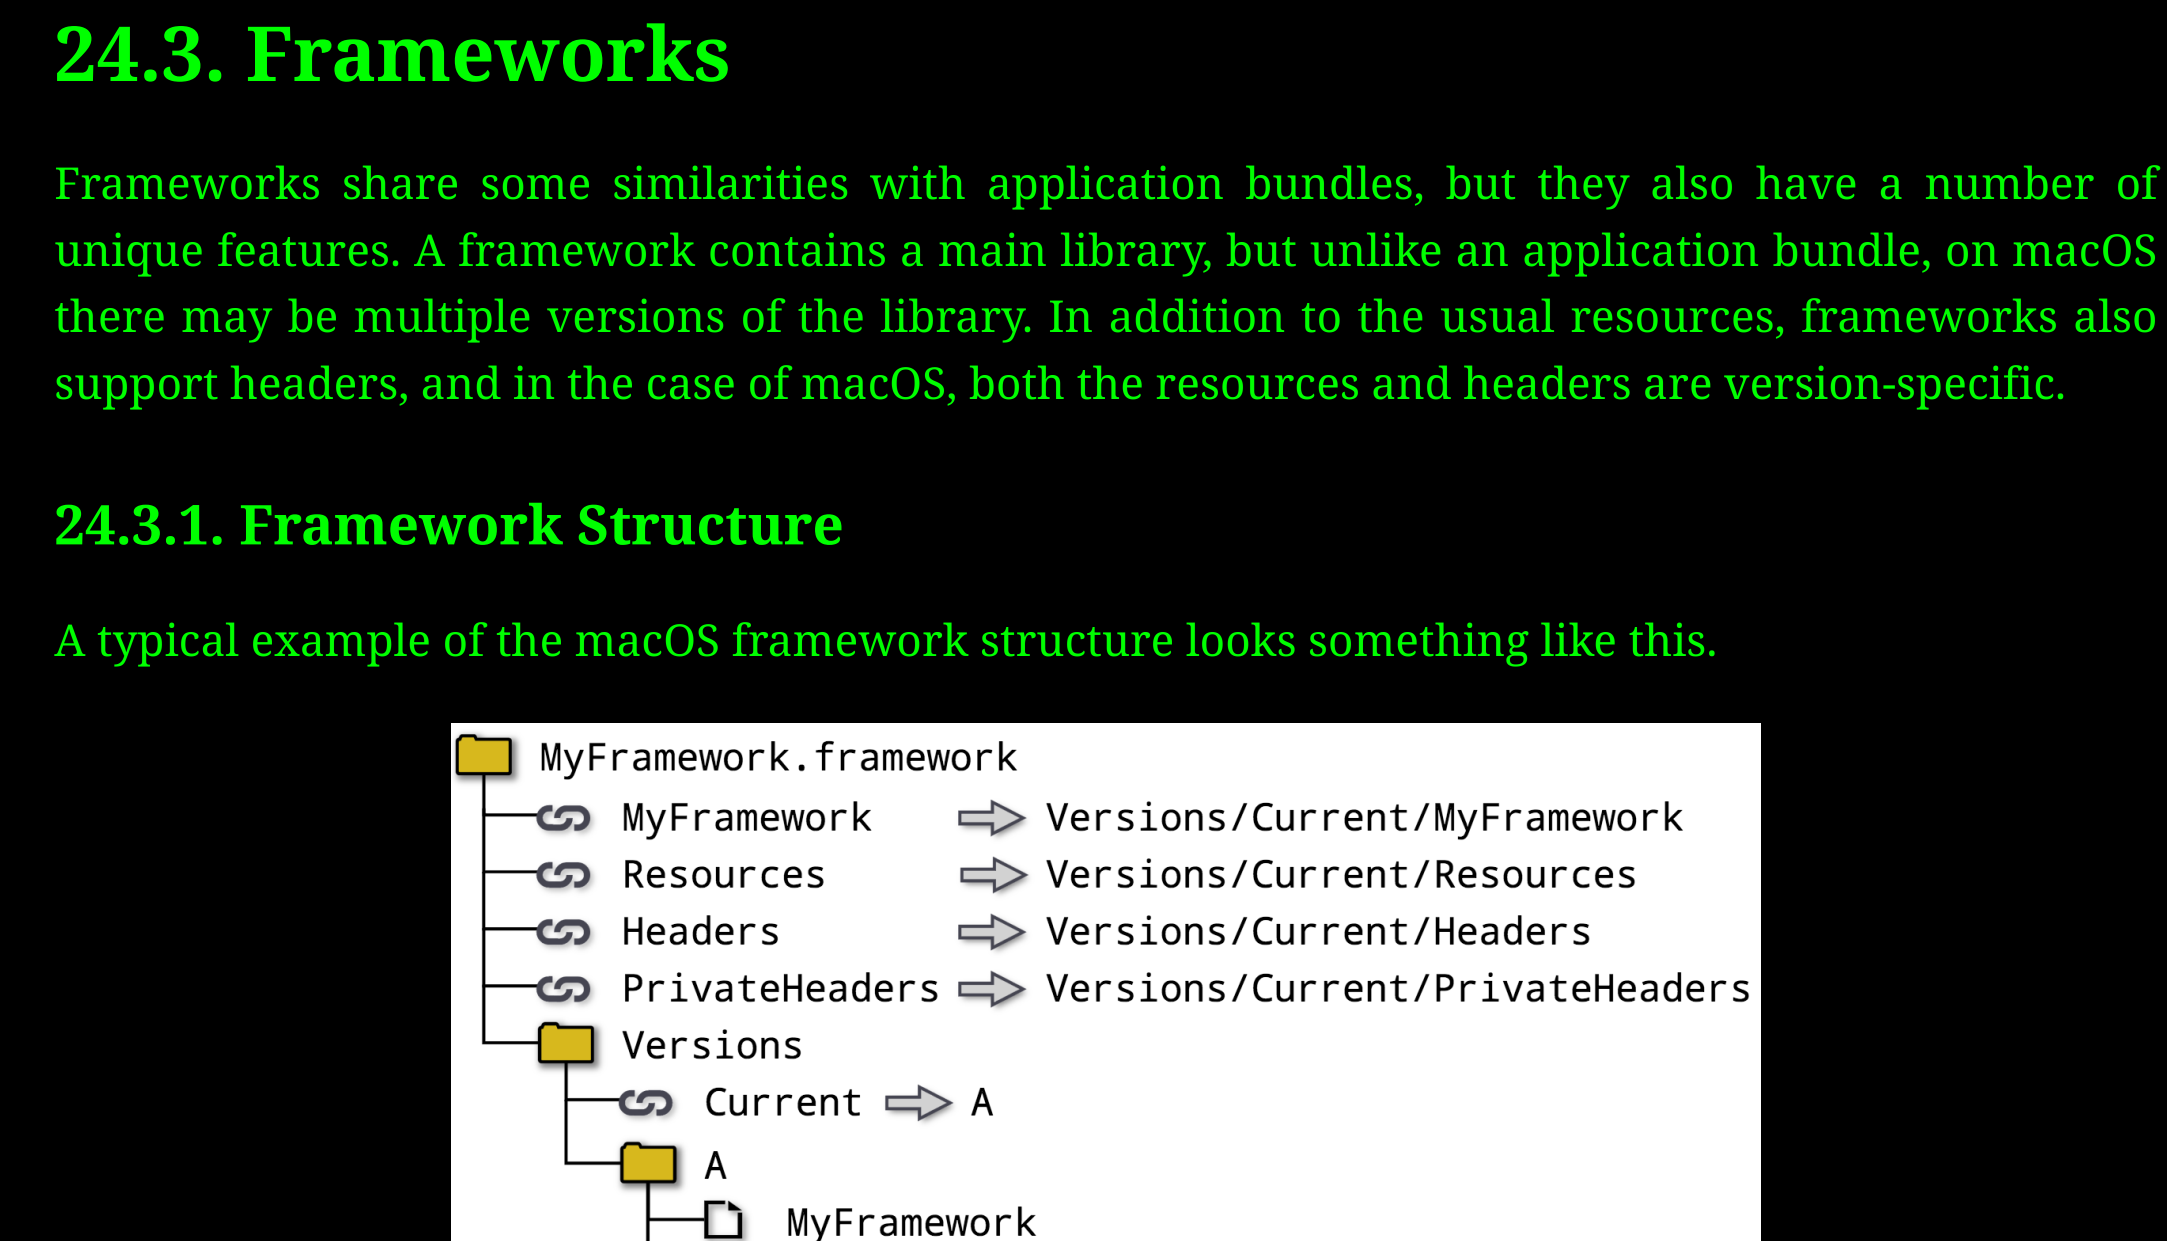 24.3. Frameworks
Frameworks share some similarities with application bundles, but they also have a number of
unique features. A framework contains a main library, but unlike an application bundle, on macOS
there may be multiple versions of the library. In addition to the usual resources, frameworks also
support headers, and in the case of macOS, both the resources and headers are version-specific.
24.3.1. Framework Structure
A typical example of the macOS framework structure looks something like this.
MyFramework.framework
MyFramework Versions/Current/MyFramework
Resources Versions/Current/Resources
Headers Versions/Current/Headers
PrivateHeaders Versions/Current/PrivateHeaders
Versions
Current A
A
MyFramework